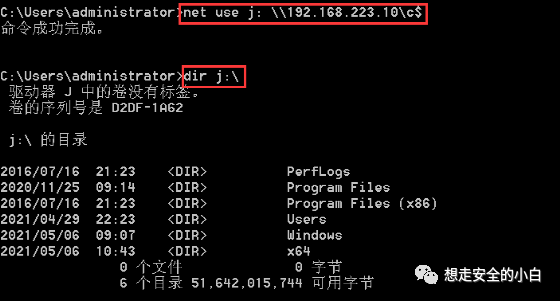 C:\Users\administrator>net use j: \\192.168.223.10\c$
命令成功完成。
C:\Users\administrator>dir j:\
驱动器 J 中的卷没有标签。
卷的序列号是 D2DF-1A62
j:\ 的目录
2016/07/16 21:23 <DIR> PerfLogs
2020/11/25 09:14 <DIR> Program Files
2016/07/16 21:23 <DIR> Program Files (x86)
2021/04/29 22:23 <DIR> Users
2021/05/06 09:07 <DIR> Windows
2021/05/06 10:43 <DIR> x64
0 个文件 0 字节
6 个目录 51,642,015,744 可用字节
想走安全的小白